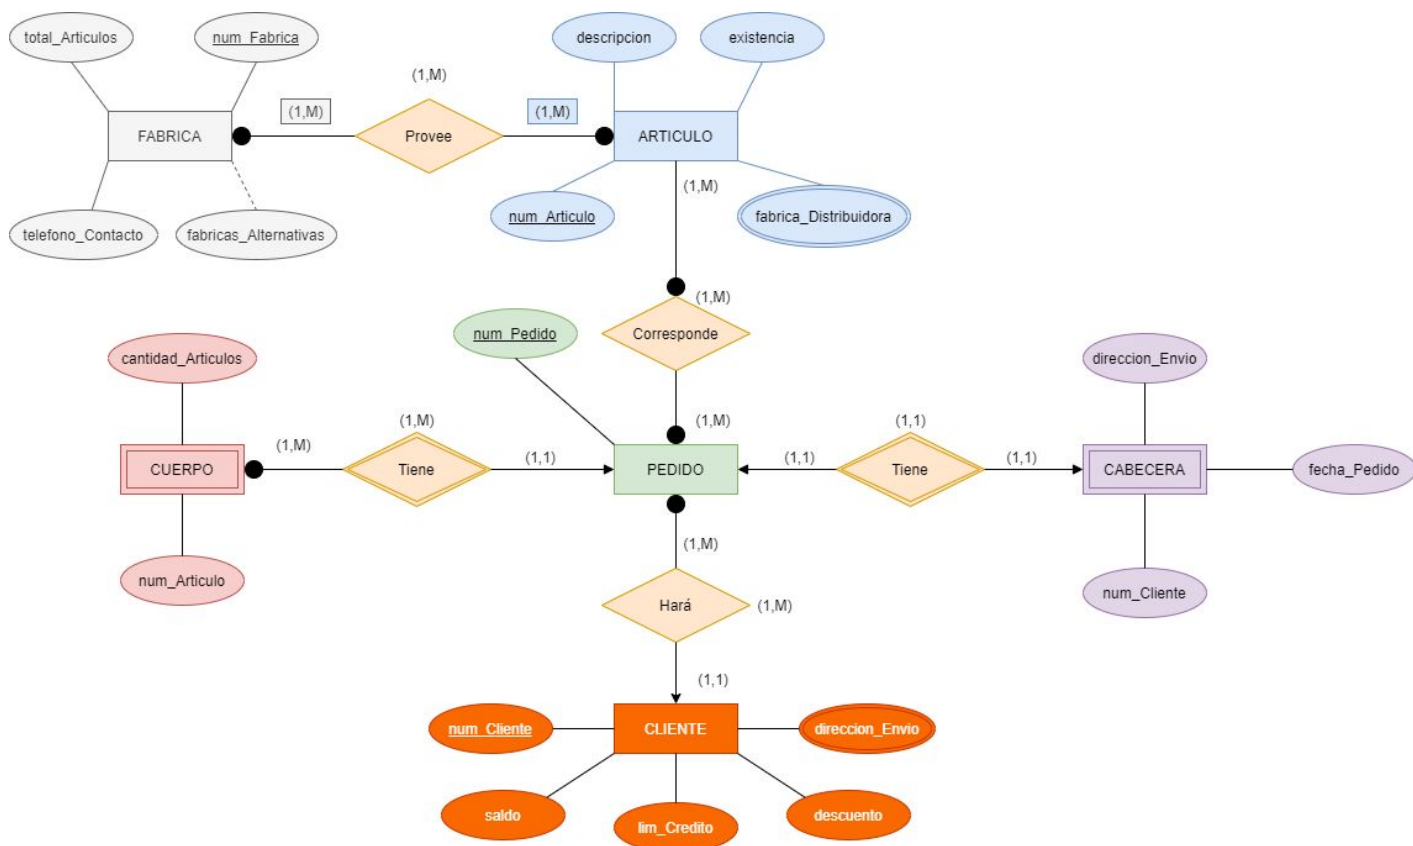 total_Articulos
num_Fabrica
descripcion
existencia
(1,M)
(1,M)
(1,M)
FABRICA
Provee
ARTICULO
(1,M)
telefono_Contacto
fabricas_Alternativas
num_Articulo
fabrica_Distribuidora
(1,M)
num_Pedido
Corresponde
cantidad_Articulos
direccion_Envio
(1,M)
(1,M)
(1,M)
(1,1)
CUERPO
(1,M)
Tiene
(1,1)
PEDIDO
(1,1)
Tiene
(1,1)
CABECERA
fecha_Pedido
(1,M)
num_Articulo
num_Cliente
Hará
(1,M)
(1,1)
num_Cliente
CLIENTE
direccion_Envio
saldo
lim_Credito
descuento